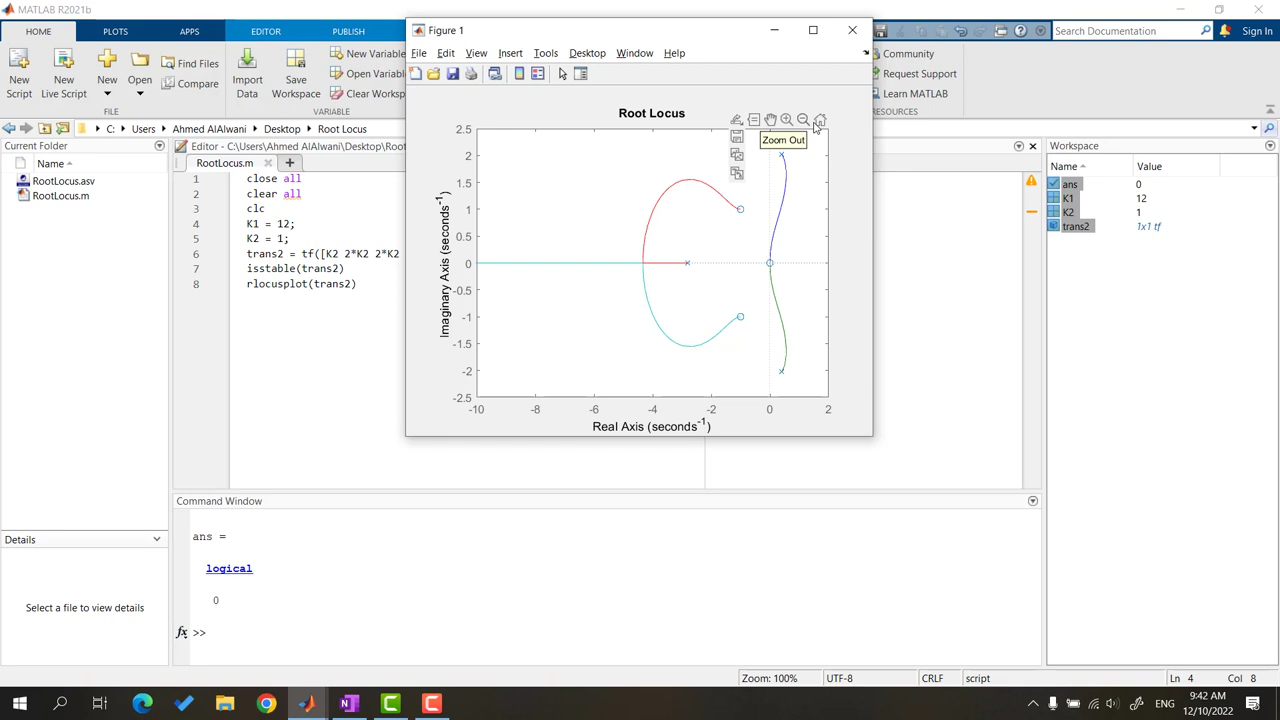 MATLAB R2021b
HOME PLOTS APPS EDITOR PUBLISH
Search Documentation
Sign In
New Script
New Live Script
New
Open
Find Files
Compare
Import Data
Save Workspace
New Variable
Open Variable
Clear Workspace
Community
Request Support
Learn MATLAB
FILE VARIABLE RESOURCES
C: Users Ahmed AlAlwani Desktop Root Locus
Current Folder
Name
RootLocus.asv
RootLocus.m
Details
Select a file to view details
Editor - C:\Users\Ahmed AlAlwani\Desktop\Ro
RootLocus.m
1 close all
2 clear all
3 clc
4 K1 = 12;
5 K2 = 1;
6 trans2 = tf([K2 2*K2 2*K2
7 isstable(trans2)
8 rlocusplot(trans2)
Figure 1
File Edit View Insert Tools Desktop Window Help
Root Locus
Zoom Out
2.5
2
1.5
1
0.5
0
-0.5
-1
-1.5
-2
-2.5
-10 -8 -6 -4 -2 0 2
Imaginary Axis (seconds-1)
Real Axis (seconds-1)
Workspace
Name Value
ans 0
K1 12
K2 1
trans2 1x1 tf
Command Window
ans =
logical
0
fx >>
Zoom: 100% UTF-8 CRLF script Ln 4 Col 8
ENG
9:42 AM
12/10/2022